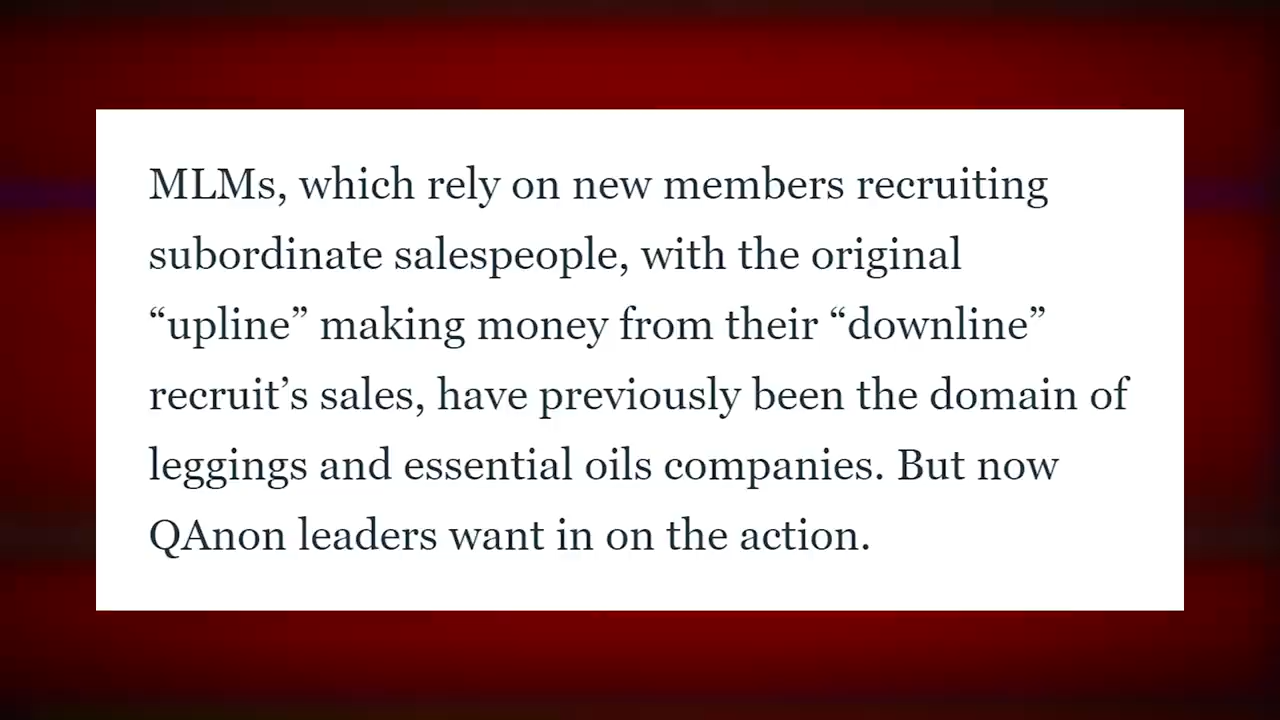 MLMs, which rely on new members recruiting
subordinate salespeople, with the original
“upline” making money from their “downline”
recruit’s sales, have previously been the domain of
leggings and essential oils companies. But now
QAnon leaders want in on the action.